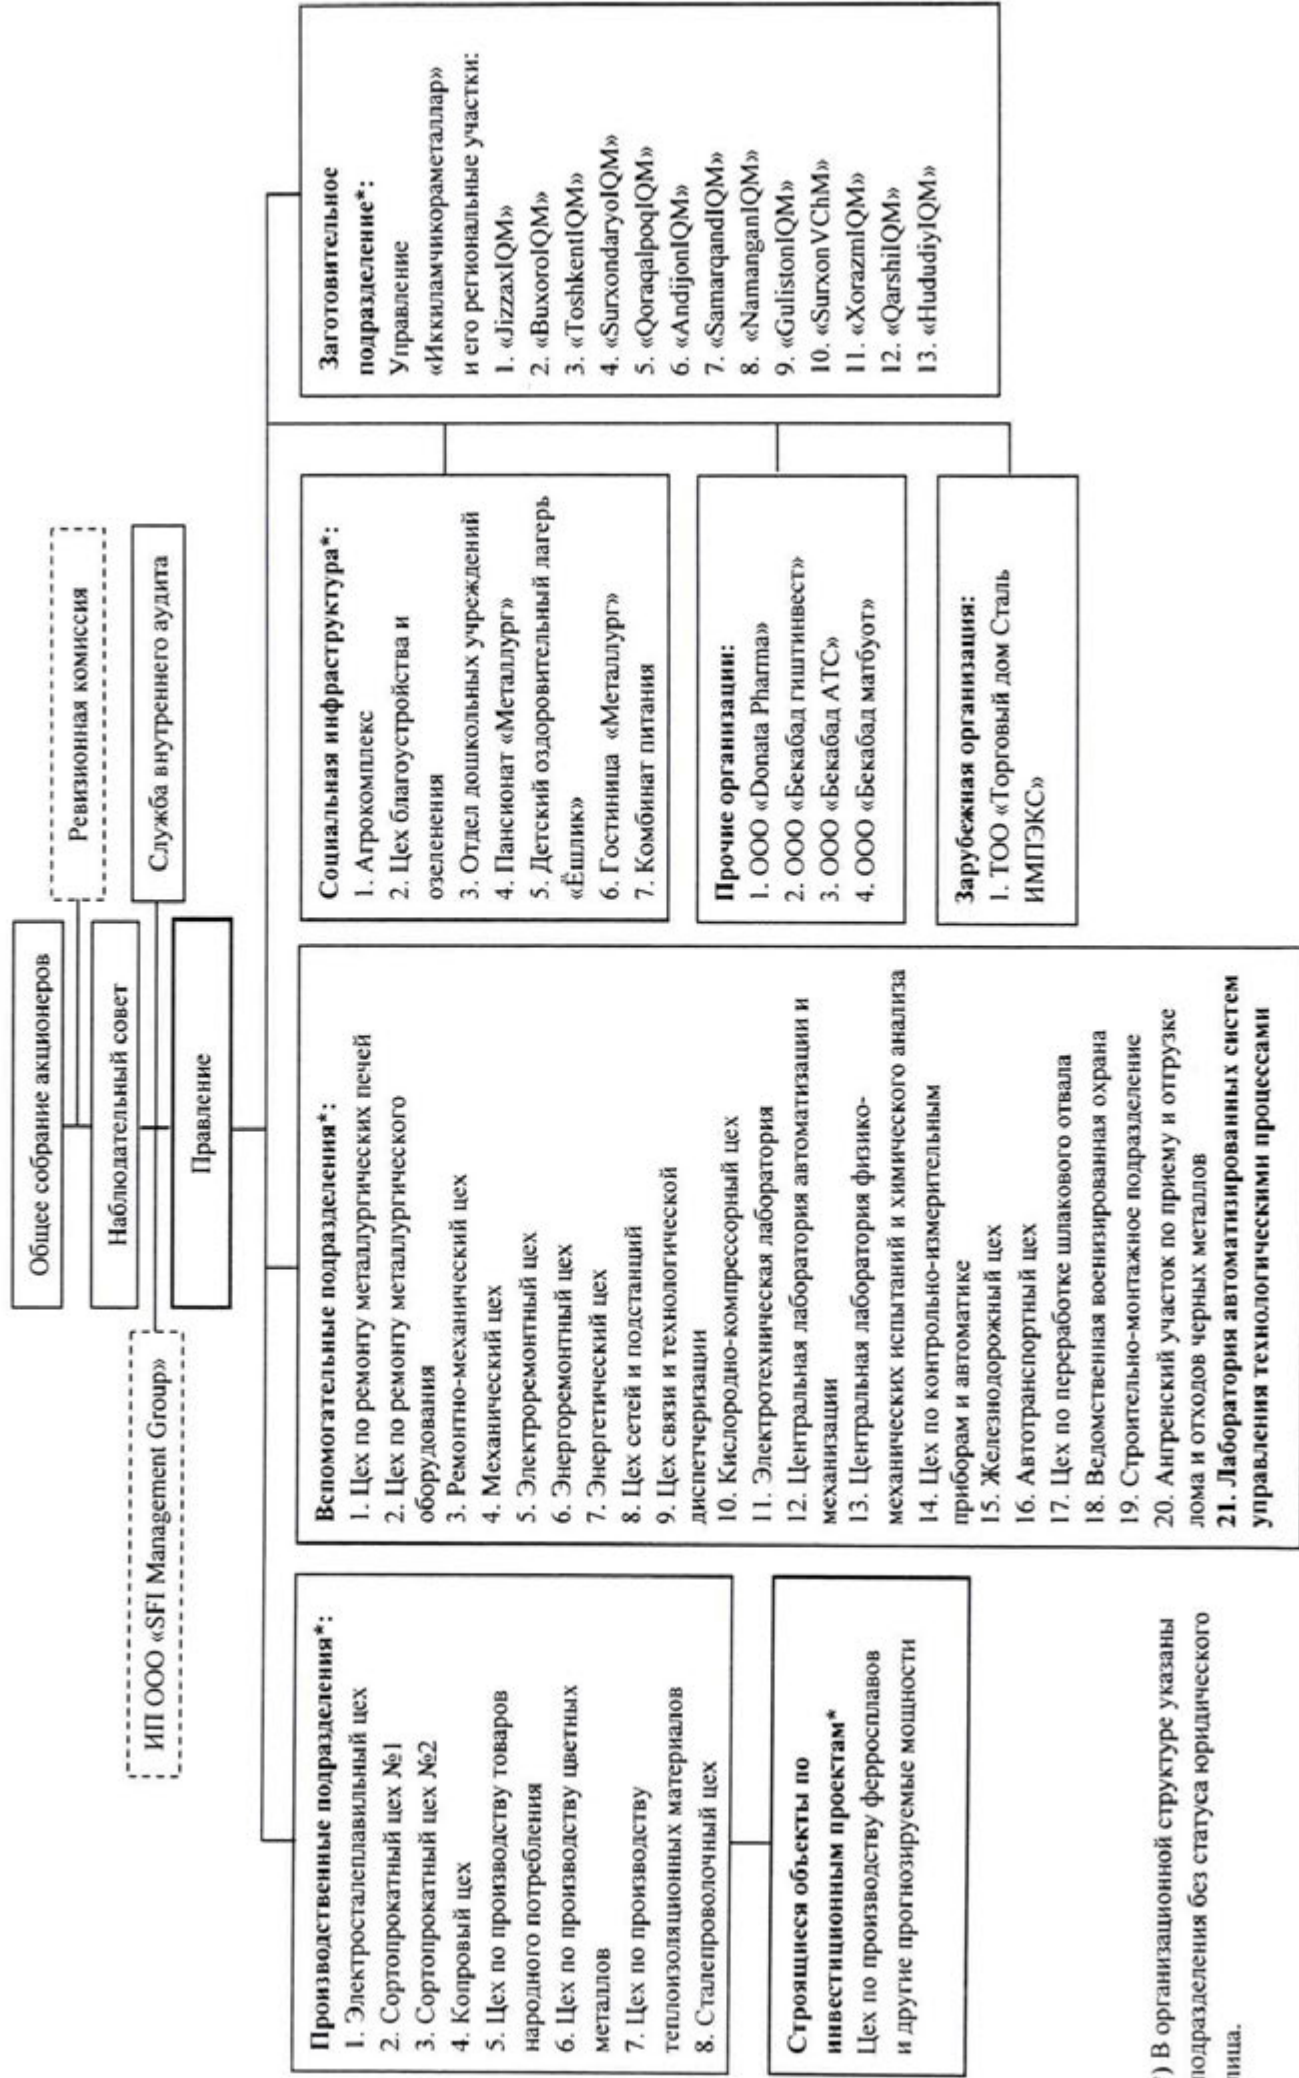 Общее собрание акционеров
Ревизионная комиссия
Наблюдательный совет
ИП ООО «SFI Management Group»
Служба внутреннего аудита
Правление
Производственные подразделения*:
1. Электросталеплавильный цех
2. Сортопрокатный цех №1
3. Сортопрокатный цех №2
4. Копровый цех
5. Цех по производству товаров
народного потребления
6. Цех по производству цветных
металлов
7. Цех по производству
теплоизоляционных материалов
8. Сталепроволочный цех
Строящиеся объекты по
инвестиционным проектам*
Цех по производству ферросплавов
и другие прогнозируемые мощности
Вспомогательные подразделения*:
1. Цех по ремонту металлургических печей
2. Цех по ремонту металлургического
оборудования
3. Ремонтно-механический цех
4. Механический цех
5. Электроремонтный цех
6. Энергоремонтный цех
7. Энергетический цех
8. Цех сетей и подстанций
9. Цех связи и технологической
диспетчеризации
10. Кислородно-компрессорный цех
11. Электротехническая лаборатория
12. Центральная лаборатория автоматизации и
механизации
13. Центральная лаборатория физико-
механических испытаний и химического анализа
14. Цех по контрольно-измерительным
приборам и автоматике
15. Железнодорожный цех
16. Автотранспортный цех
17. Цех по переработке шлакового отвала
18. Ведомственная военизированная охрана
19. Строительно-монтажное подразделение
20. Ангренский участок по приему и отгрузке
лома и отходов черных металлов
21. Лаборатория автоматизированных систем
управления технологическими процессами
Социальная инфраструктура*:
1. Агрокомплекс
2. Цех благоустройства и
озеленения
3. Отдел дошкольных учреждений
4. Пансионат «Металлург»
5. Детский оздоровительный лагерь
«Ёшлик»
6. Гостиница «Металлург»
7. Комбинат питания
Прочие организации:
1. ООО «Donata Pharma»
2. ООО «Бекабад гиштинвест»
3. ООО «Бекабад АТС»
4. ООО «Бекабад матбуот»
Зарубежная организация:
1. ТОО «Торговый дом Сталь
ИМПЭКС»
Заготовительное
подразделение*:
Управление
«Иккиламчикораметаллар»
и его региональные участки:
1. «JizzaxIQM»
2. «BuxoroIQM»
3. «ToshkentIQM»
4. «SurxondaryoIQM»
5. «QoraqalpoqIQM»
6. «AndijonIQM»
7. «SamarqandIQM»
8. «NamanganIQM»
9. «GulistonIQM»
10. «SurxonVChM»
11. «XorazmIQM»
12. «QarshiIQM»
13. «HududiyIQM»
) В организационной структуре указаны
подразделения без статуса юридического
лица.